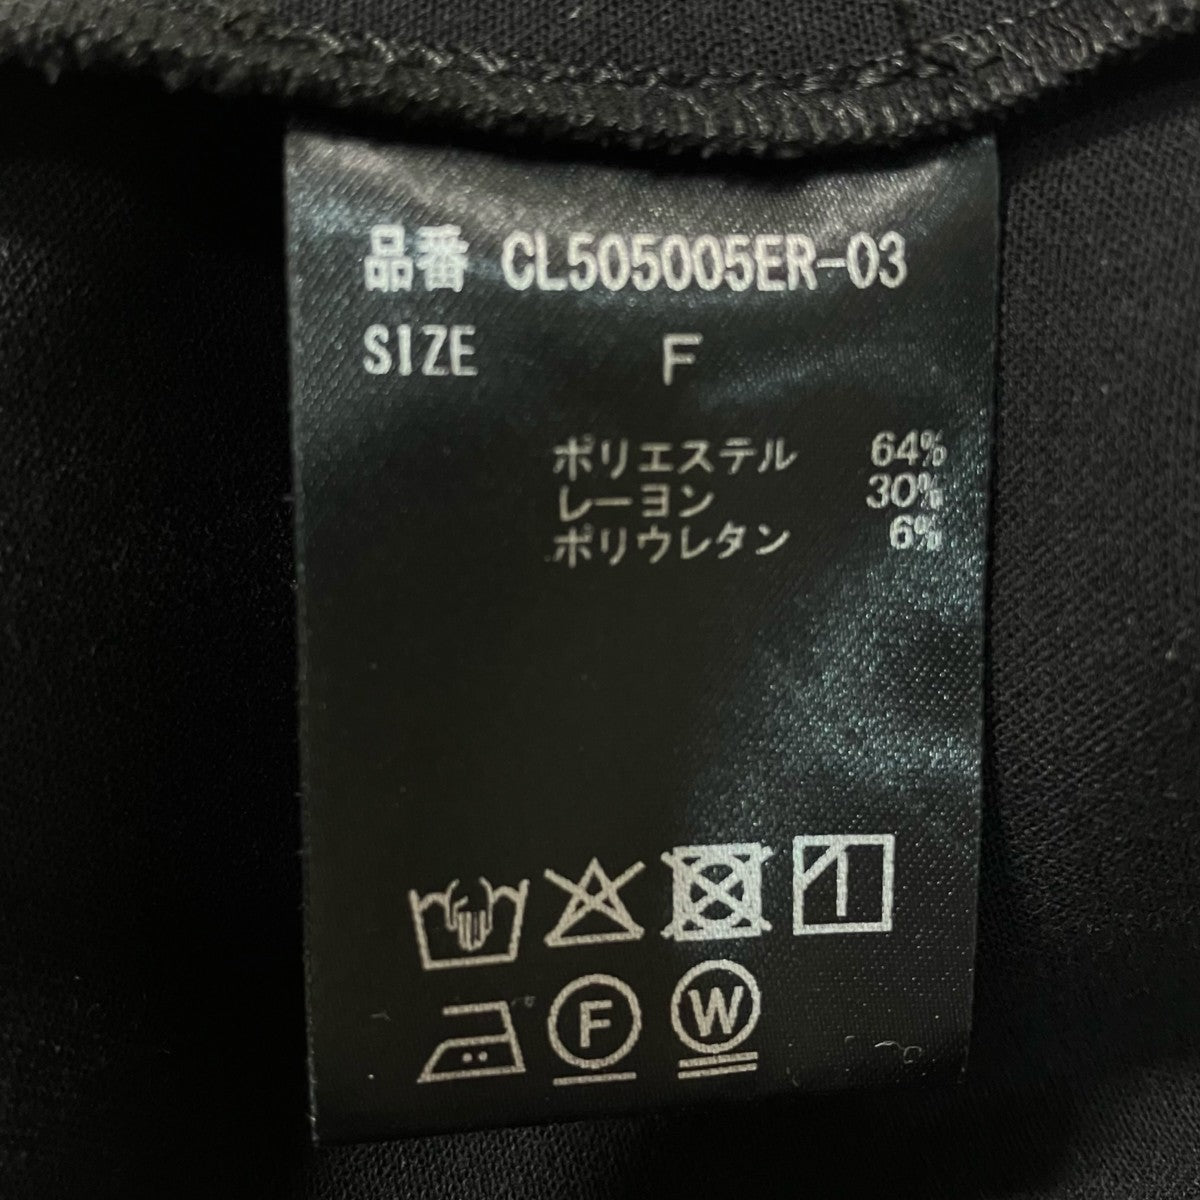 品番 CL505005ER-03
SIZE F
ポリエステル 64%
レーヨン 30%
ポリウレタン 6%
F W